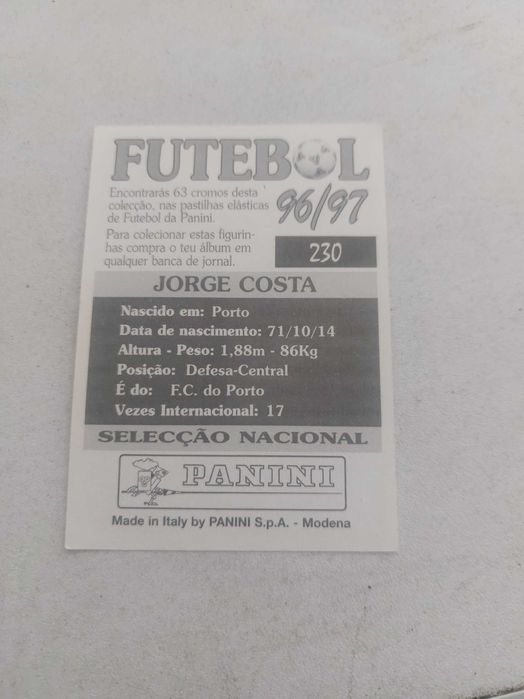 FUTEBOL
Encontrarás 63 cromos desta
colecção, nas pastilhas elásticas
de Futebol da Panini.
96/97
Para colecionar estas figurin-
has compra o teu álbum em
qualquer banca de jornal.
230
JORGE COSTA
Nascido em: Porto
Data de nascimento: 71/10/14
Altura - Peso: 1,88m - 86Kg
Posição: Defesa-Central
É do: F.C. do Porto
Vezes Internacional: 17
SELECÇÃO NACIONAL
PANINI
Made in Italy by PANINI S.p.A. - Modena